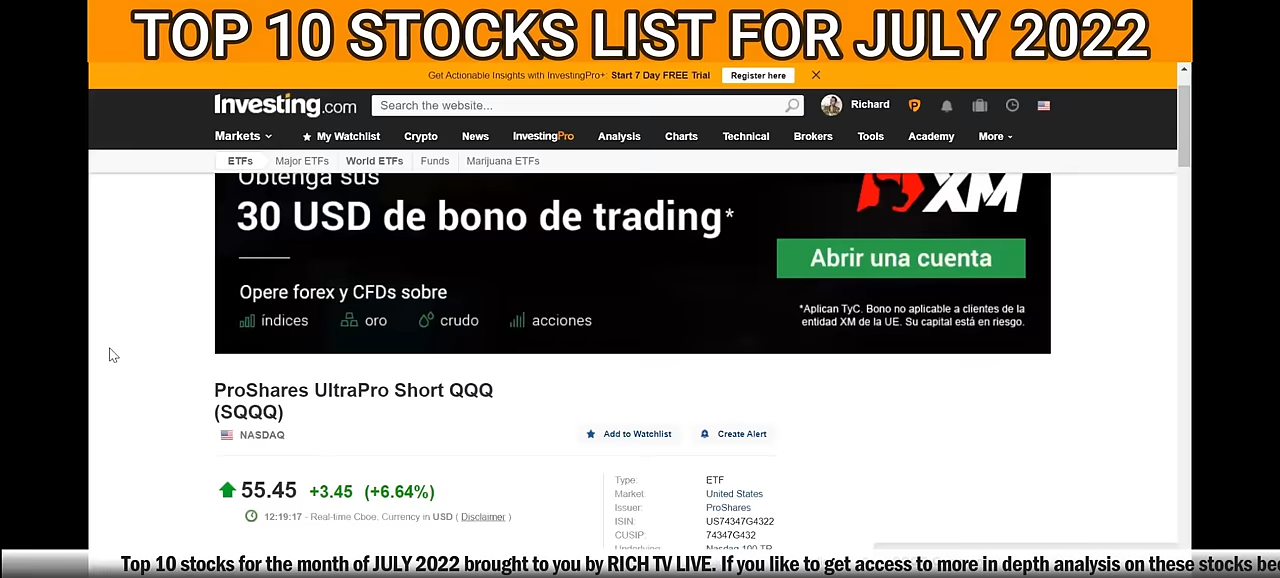 TOP 10 STOCKS LIST FOR JULY 2022
Get Actionable Insights with InvestingPro+: Start 7 Day FREE Trial Register here
Investing.com Search the website... Richard
Markets My Watchlist Crypto News InvestingPro Analysis Charts Technical Brokers Tools Academy More
ETFs Major ETFs World ETFs Funds Marijuana ETFs
Obtenga sus
30 USD de bono de trading*
XM
Abrir una cuenta
Opere forex y CFDs sobre
índices oro crudo acciones
*Aplican TyC. Bono no aplicable a clientes de la
entidad XM de la UE. Su capital está en riesgo.
ProShares UltraPro Short QQQ
(SQQQ)
NASDAQ
Add to Watchlist Create Alert
55.45 +3.45 (+6.64%)
12:19:17 - Real-time Cboe. Currency in USD ( Disclaimer )
Type: ETF
Market: United States
Issuer: ProShares
ISIN: US74347G4322
CUSIP: 74347G432
Underlying Nasdaq 100 TR
Top 10 stocks for the month of JULY 2022 brought to you by RICH TV LIVE. If you like to get access to more in depth analysis on these stocks bec